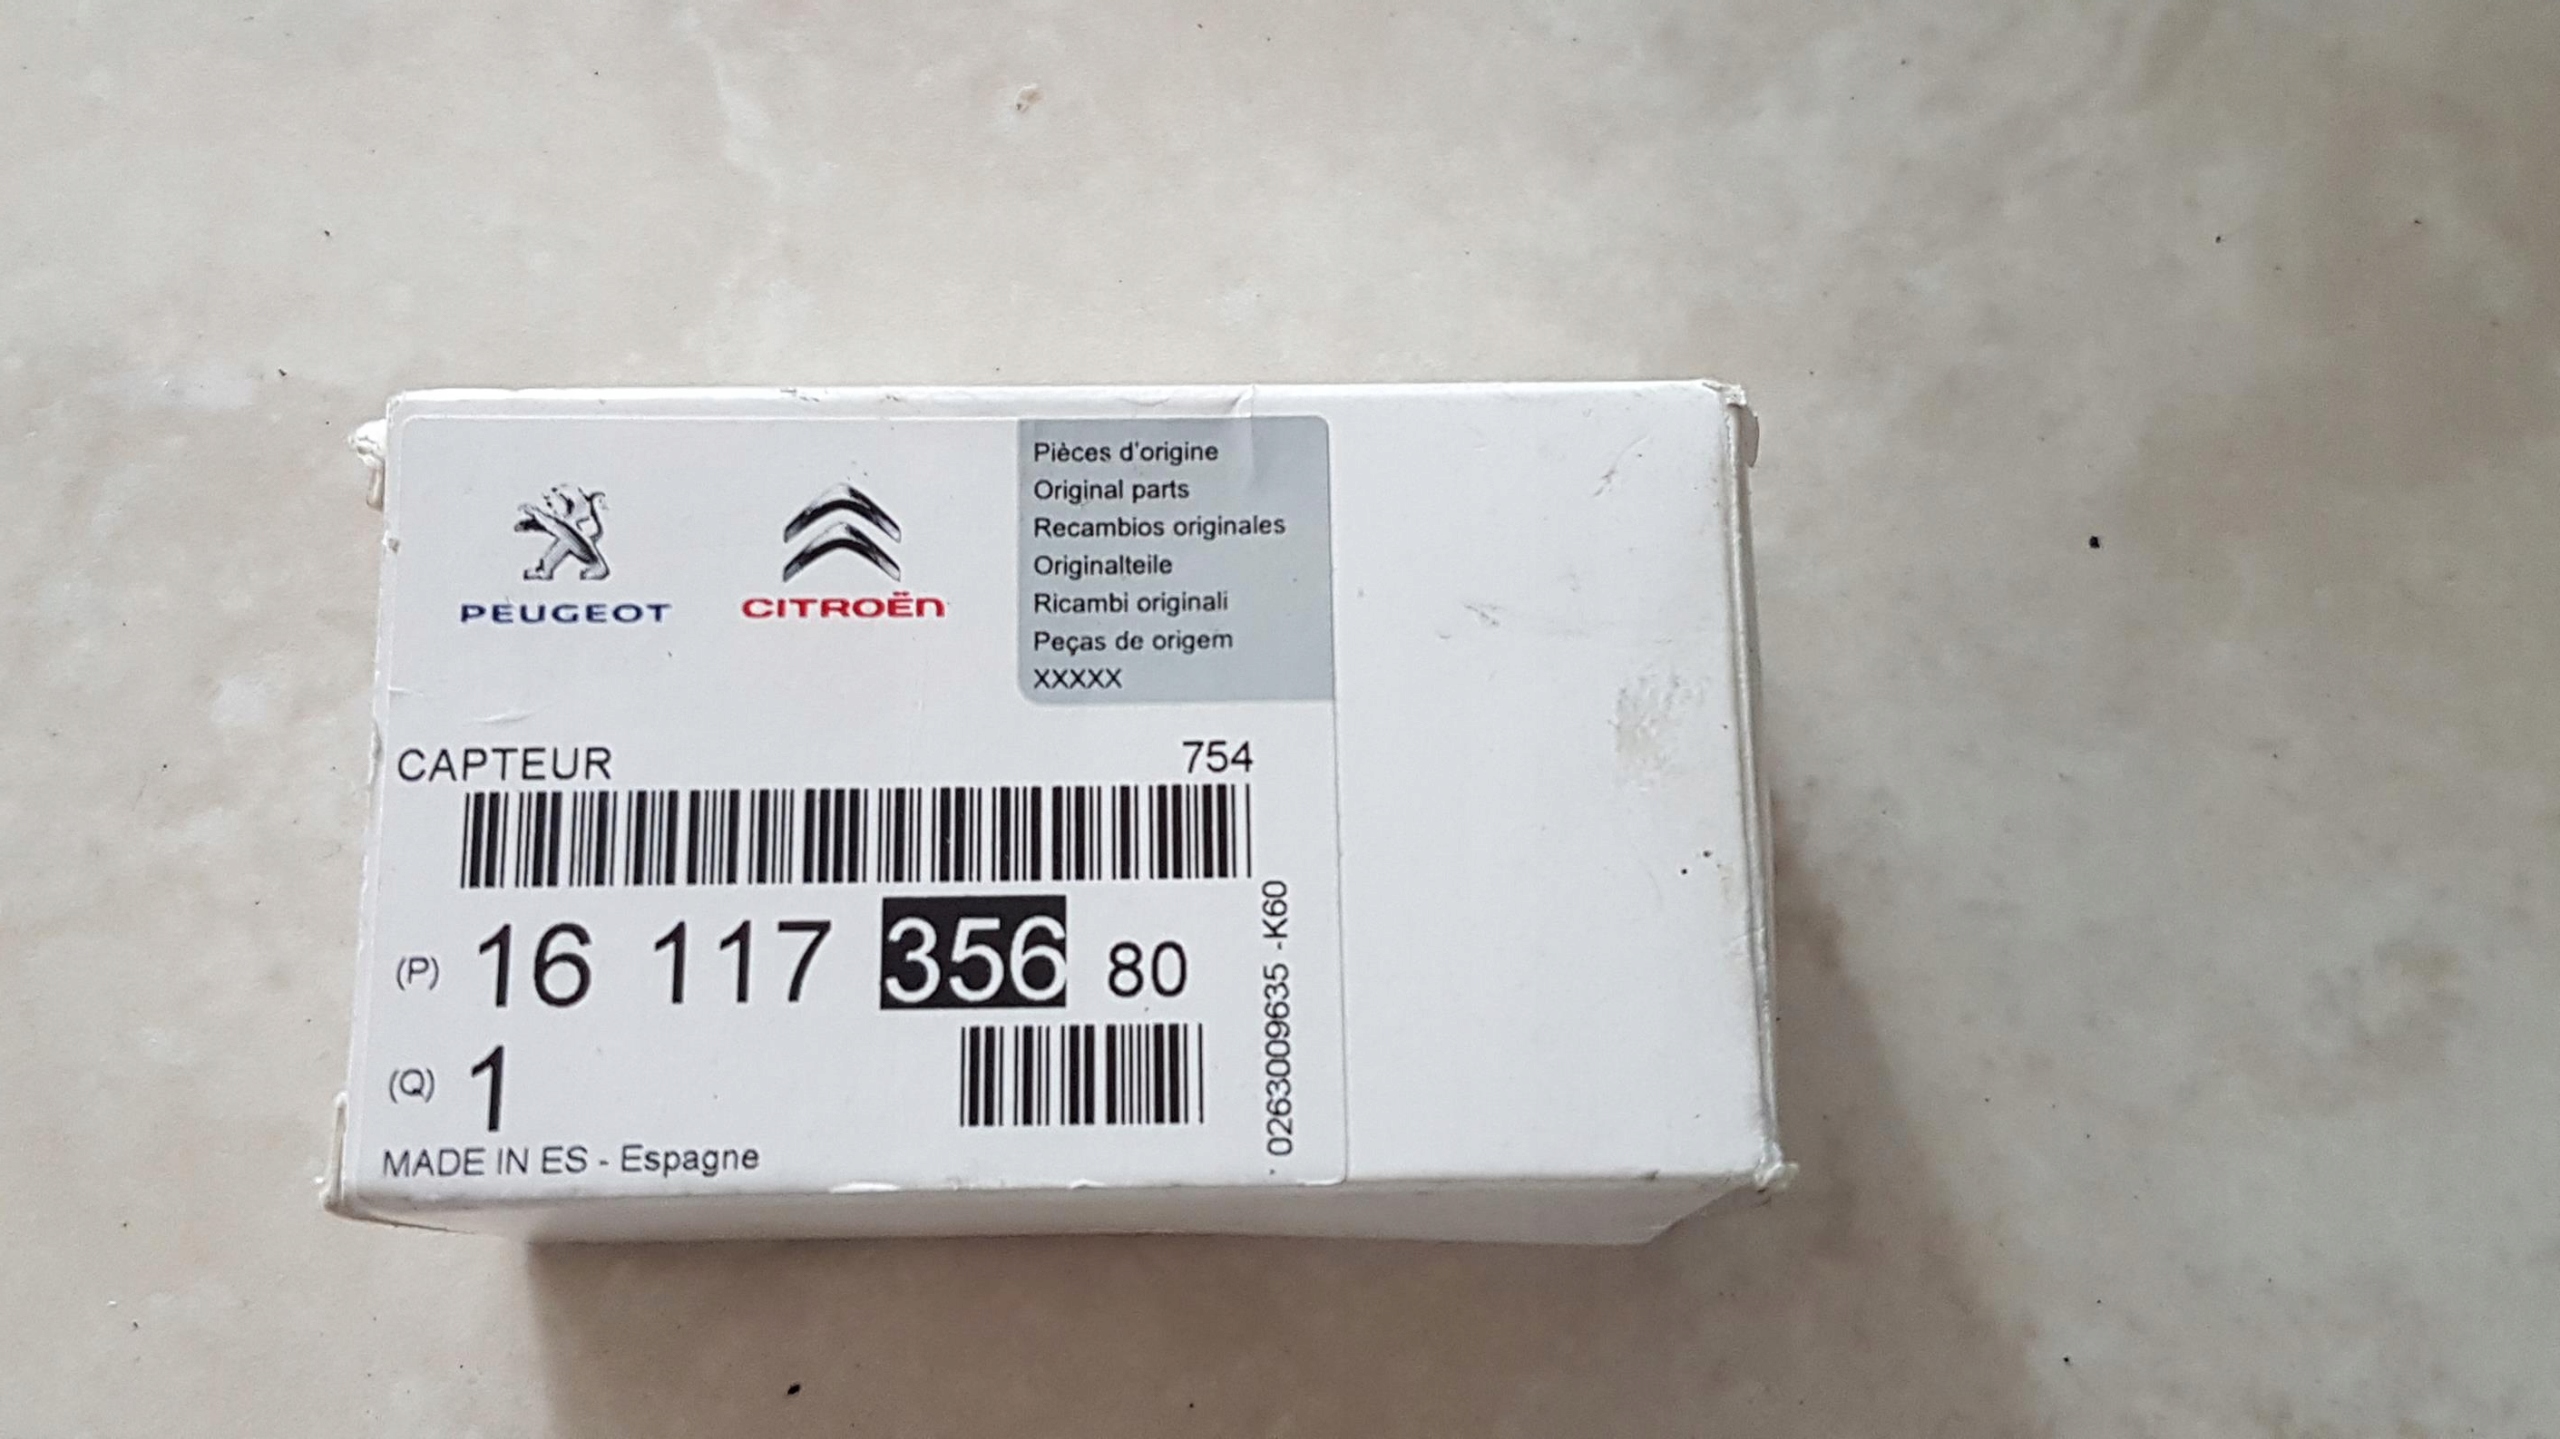 PEUGEOT
CITROËN
Pièces d'origine
Original parts
Recambios originales
Originalteile
Ricambi originali
Peças de origem
XXXXX
CAPTEUR 754
(P) 16 117 356 80
(Q) 1
MADE IN ES - Espagne
0263009635 -K60